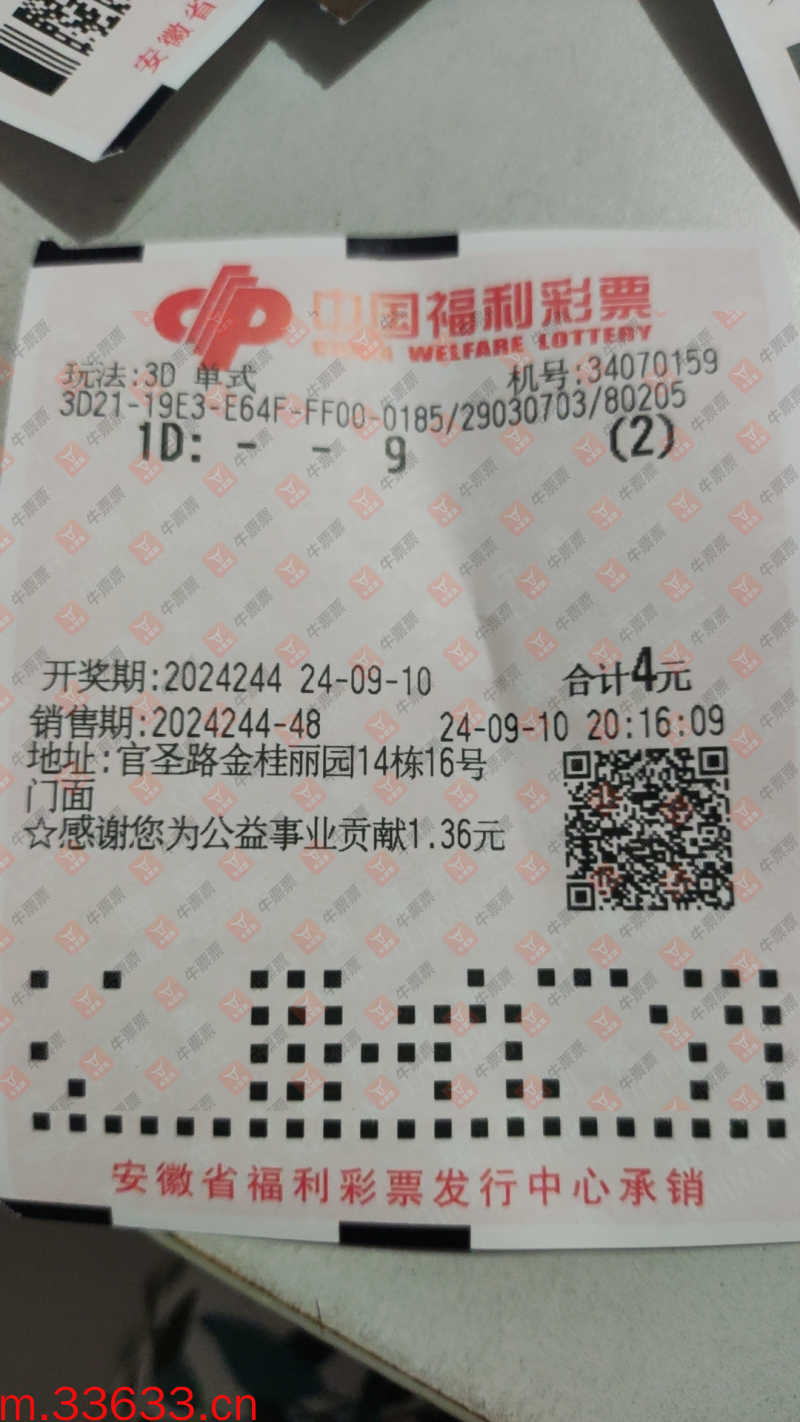 安徽省
中国福利彩票
CHINA WELFARE LOTTERY
玩法:3D 单式
机号:34070159
3D21-19E3-E64F-FF00-0185/29030703/80205
1D: - - 9 (2)
开奖期:2024244 24-09-10 合计4元
销售期:2024244-48 24-09-10 20:16:09
地址:官圣路金桂丽园14栋16号
门面
☆感谢您为公益事业贡献1.36元
牛票票
安徽省福利彩票发行中心承销
m.33633.cn